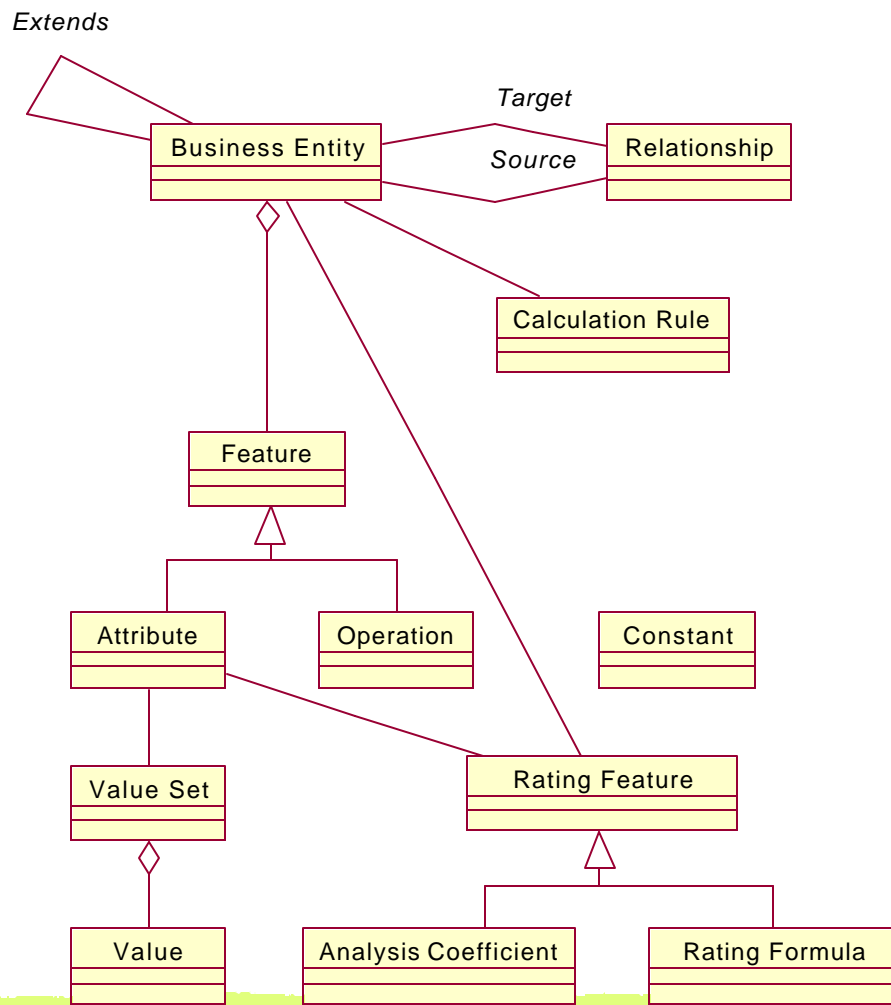 Extends
Target
Business Entity
Relationship
Source
Calculation Rule
Feature
Attribute
Operation
Constant
Value Set
Rating Feature
Value
Analysis Coefficient
Rating Formula